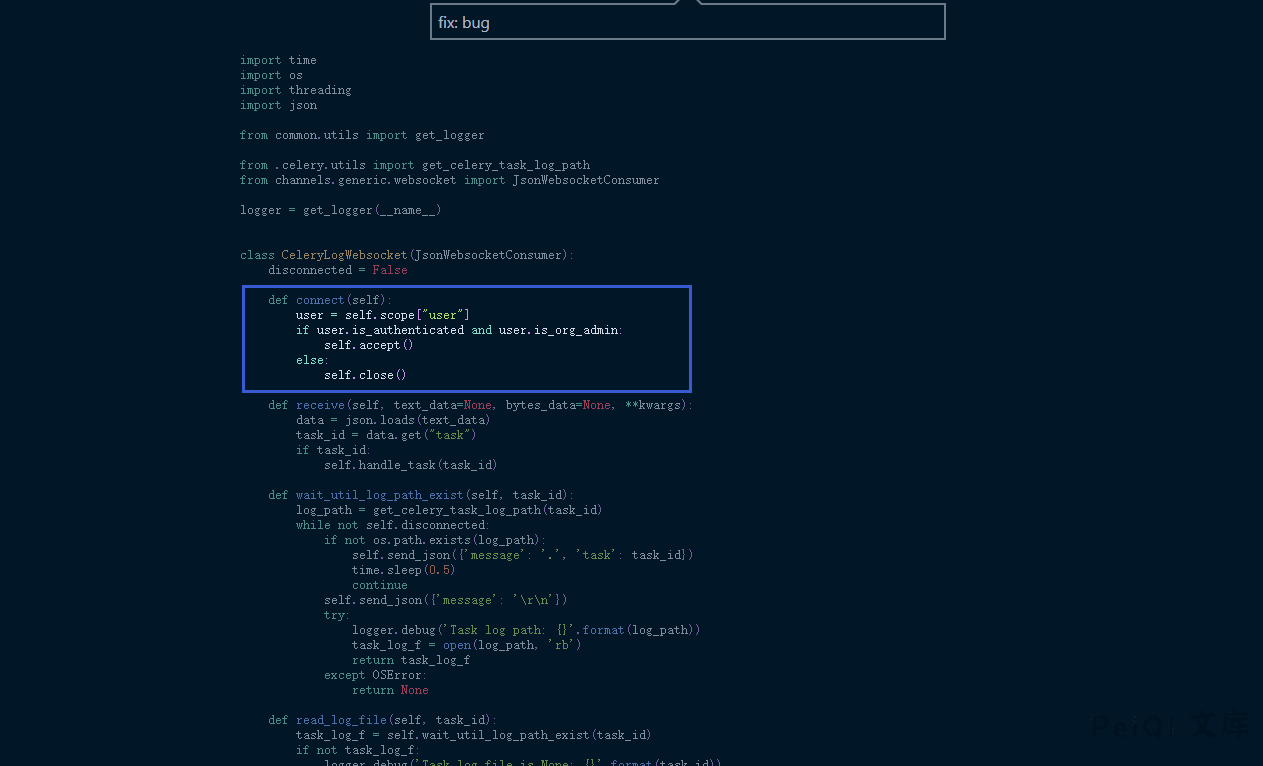 fix: bug
import time
import os
import threading
import json
from common.utils import get_logger
from .celery.utils import get_celery_task_log_path
from channels.generic.websocket import JsonWebsocketConsumer
logger = get_logger(__name__)
class CeleryLogWebsocket(JsonWebsocketConsumer):
    disconnected = False
    def connect(self):
        user = self.scope["user"]
        if user.is_authenticated and user.is_org_admin:
            self.accept()
        else:
            self.close()
    def receive(self, text_data=None, bytes_data=None, **kwargs):
        data = json.loads(text_data)
        task_id = data.get("task")
        if task_id:
            self.handle_task(task_id)
    def wait_util_log_path_exist(self, task_id):
        log_path = get_celery_task_log_path(task_id)
        while not self.disconnected:
            if not os.path.exists(log_path):
                self.send_json({'message': '.', 'task': task_id})
                time.sleep(0.5)
                continue
            self.send_json({'message': '\r\n'})
            try:
                logger.debug('Task log path: {}'.format(log_path))
                task_log_f = open(log_path, 'rb')
                return task_log_f
            except OSError:
                return None
    def read_log_file(self, task_id):
        task_log_f = self.wait_util_log_path_exist(task_id)
        if not task_log_f:
            logger.debug('Task log file is None: {}'.format(task_id))
PeiQi 文库